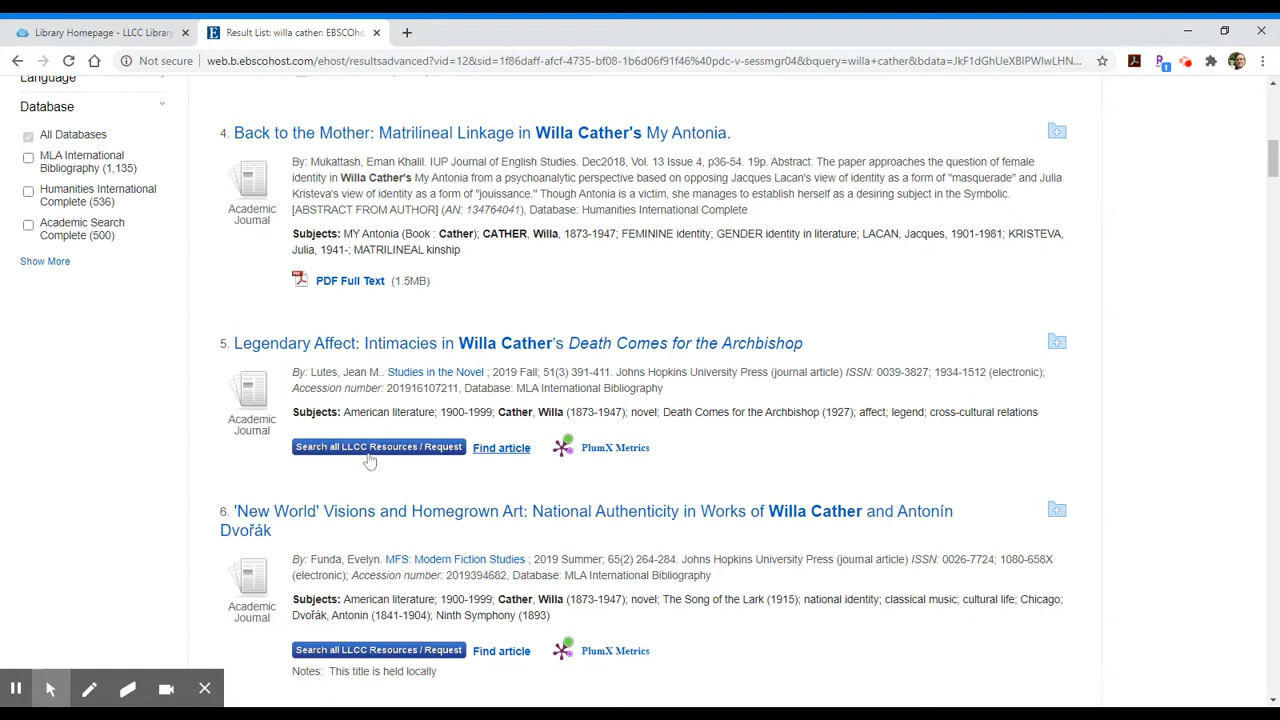 Library Homepage - LLCC Library
Result List: willa cather: EBSCOho
Not secure
web.b.ebscohost.com/ehost/resultsadvanced?vid=12&sid=1f86daff-afcf-4735-bf08-1b6d06f91f46%40pdc-v-sessmgr04&bquery=willa+cather&bdata=JkF1dGhUeXBlPWlwLHN...
1
Language
Database
All Databases
MLA International
Bibliography (1,135)
Humanities International
Complete (536)
Academic Search
Complete (500)
Show More
4. Back to the Mother: Matrilineal Linkage in Willa Cather's My Antonia.
By: Mukattash, Eman Khalil. IUP Journal of English Studies. Dec2018, Vol. 13 Issue 4, p36-54. 19p. Abstract: The paper approaches the question of female
identity in Willa Cather's My Antonia from a psychoanalytic perspective based on opposing Jacques Lacan's view of identity as a form of "masquerade" and Julia
Kristeva's view of identity as a form of "jouissance." Though Antonia is a victim, she manages to establish herself as a desiring subject in the Symbolic.
[ABSTRACT FROM AUTHOR] (AN: 134764041), Database: Humanities International Complete
Academic
Journal
Subjects: MY Antonia (Book : Cather); CATHER, Willa, 1873-1947; FEMININE identity; GENDER identity in literature; LACAN, Jacques, 1901-1981; KRISTEVA,
Julia, 1941-; MATRILINEAL kinship
PDF Full Text (1.5MB)
5. Legendary Affect: Intimacies in Willa Cather's Death Comes for the Archbishop
By: Lutes, Jean M.. Studies in the Novel ; 2019 Fall; 51(3) 391-411. Johns Hopkins University Press (journal article) ISSN: 0039-3827; 1934-1512 (electronic);
Accession number: 201916107211, Database: MLA International Bibliography
Academic
Journal
Subjects: American literature; 1900-1999; Cather, Willa (1873-1947); novel; Death Comes for the Archbishop (1927); affect; legend; cross-cultural relations
Search all LLCC Resources / Request Find article PlumX Metrics
6. 'New World' Visions and Homegrown Art: National Authenticity in Works of Willa Cather and Antonín
Dvořák
By: Funda, Evelyn. MFS: Modern Fiction Studies ; 2019 Summer; 65(2) 264-284. Johns Hopkins University Press (journal article) ISSN: 0026-7724; 1080-658X
(electronic); Accession number: 2019394682, Database: MLA International Bibliography
Academic
Journal
Subjects: American literature; 1900-1999; Cather, Willa (1873-1947); novel; The Song of the Lark (1915); national identity; classical music; cultural life; Chicago;
Dvořák, Antonin (1841-1904); Ninth Symphony (1893)
Search all LLCC Resources / Request Find article PlumX Metrics
Notes: This title is held locally